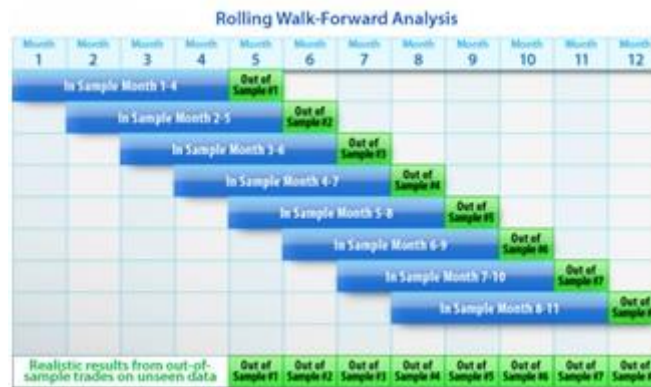 Rolling Walk-Forward Analysis
Month Month Month Month Month Month Month Month Month Month Month Month
1 2 3 4 5 6 7 8 9 10 11 12
In Sample Month 1-4
Out of
Sample #1
In Sample Month 2-5
Out of
Sample #2
In Sample Month 3-6
Out of
Sample #3
In Sample Month 4-7
Out of
Sample #4
In Sample Month 5-8
Out of
Sample #5
In Sample Month 6-9
Out of
Sample #6
In Sample Month 7-10
Out of
Sample #7
In Sample Month 8-11
Out of
Sample #
Realistic results from out-of-
sample trades on unseen data
Out of Out of Out of Out of Out of Out of Out of Out of
Sample #1 Sample #2 Sample #3 Sample #4 Sample #5 Sample #6 Sample #7 Sample #